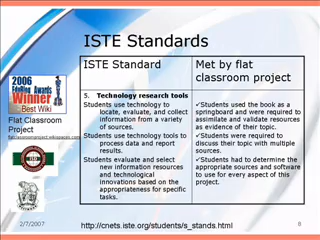 ISTE Standards
ISTE Standard
Met by flat
classroom project
2006
EduBlog Awards
Winner
Best Wiki
Flat Classroom
Project
flatclassroomproject.wikispaces.com
5. Technology research tools
Students use technology to
locate, evaluate, and collect
information from a variety
of sources.
Students use technology tools to
process data and report
results.
Students evaluate and select
new information resources
and technological
innovations based on the
appropriateness for specific
tasks.
✓Students used the book as a
springboard and were required to
assimilate and validate resources
as evidence of their topic.
✓Students were required to
discuss their topic with multiple
sources.
✓Students had to determine the
appropriate sources and software
to use for every aspect of this
project.
2/7/2007
http://cnets.iste.org/students/s_stands.html
8